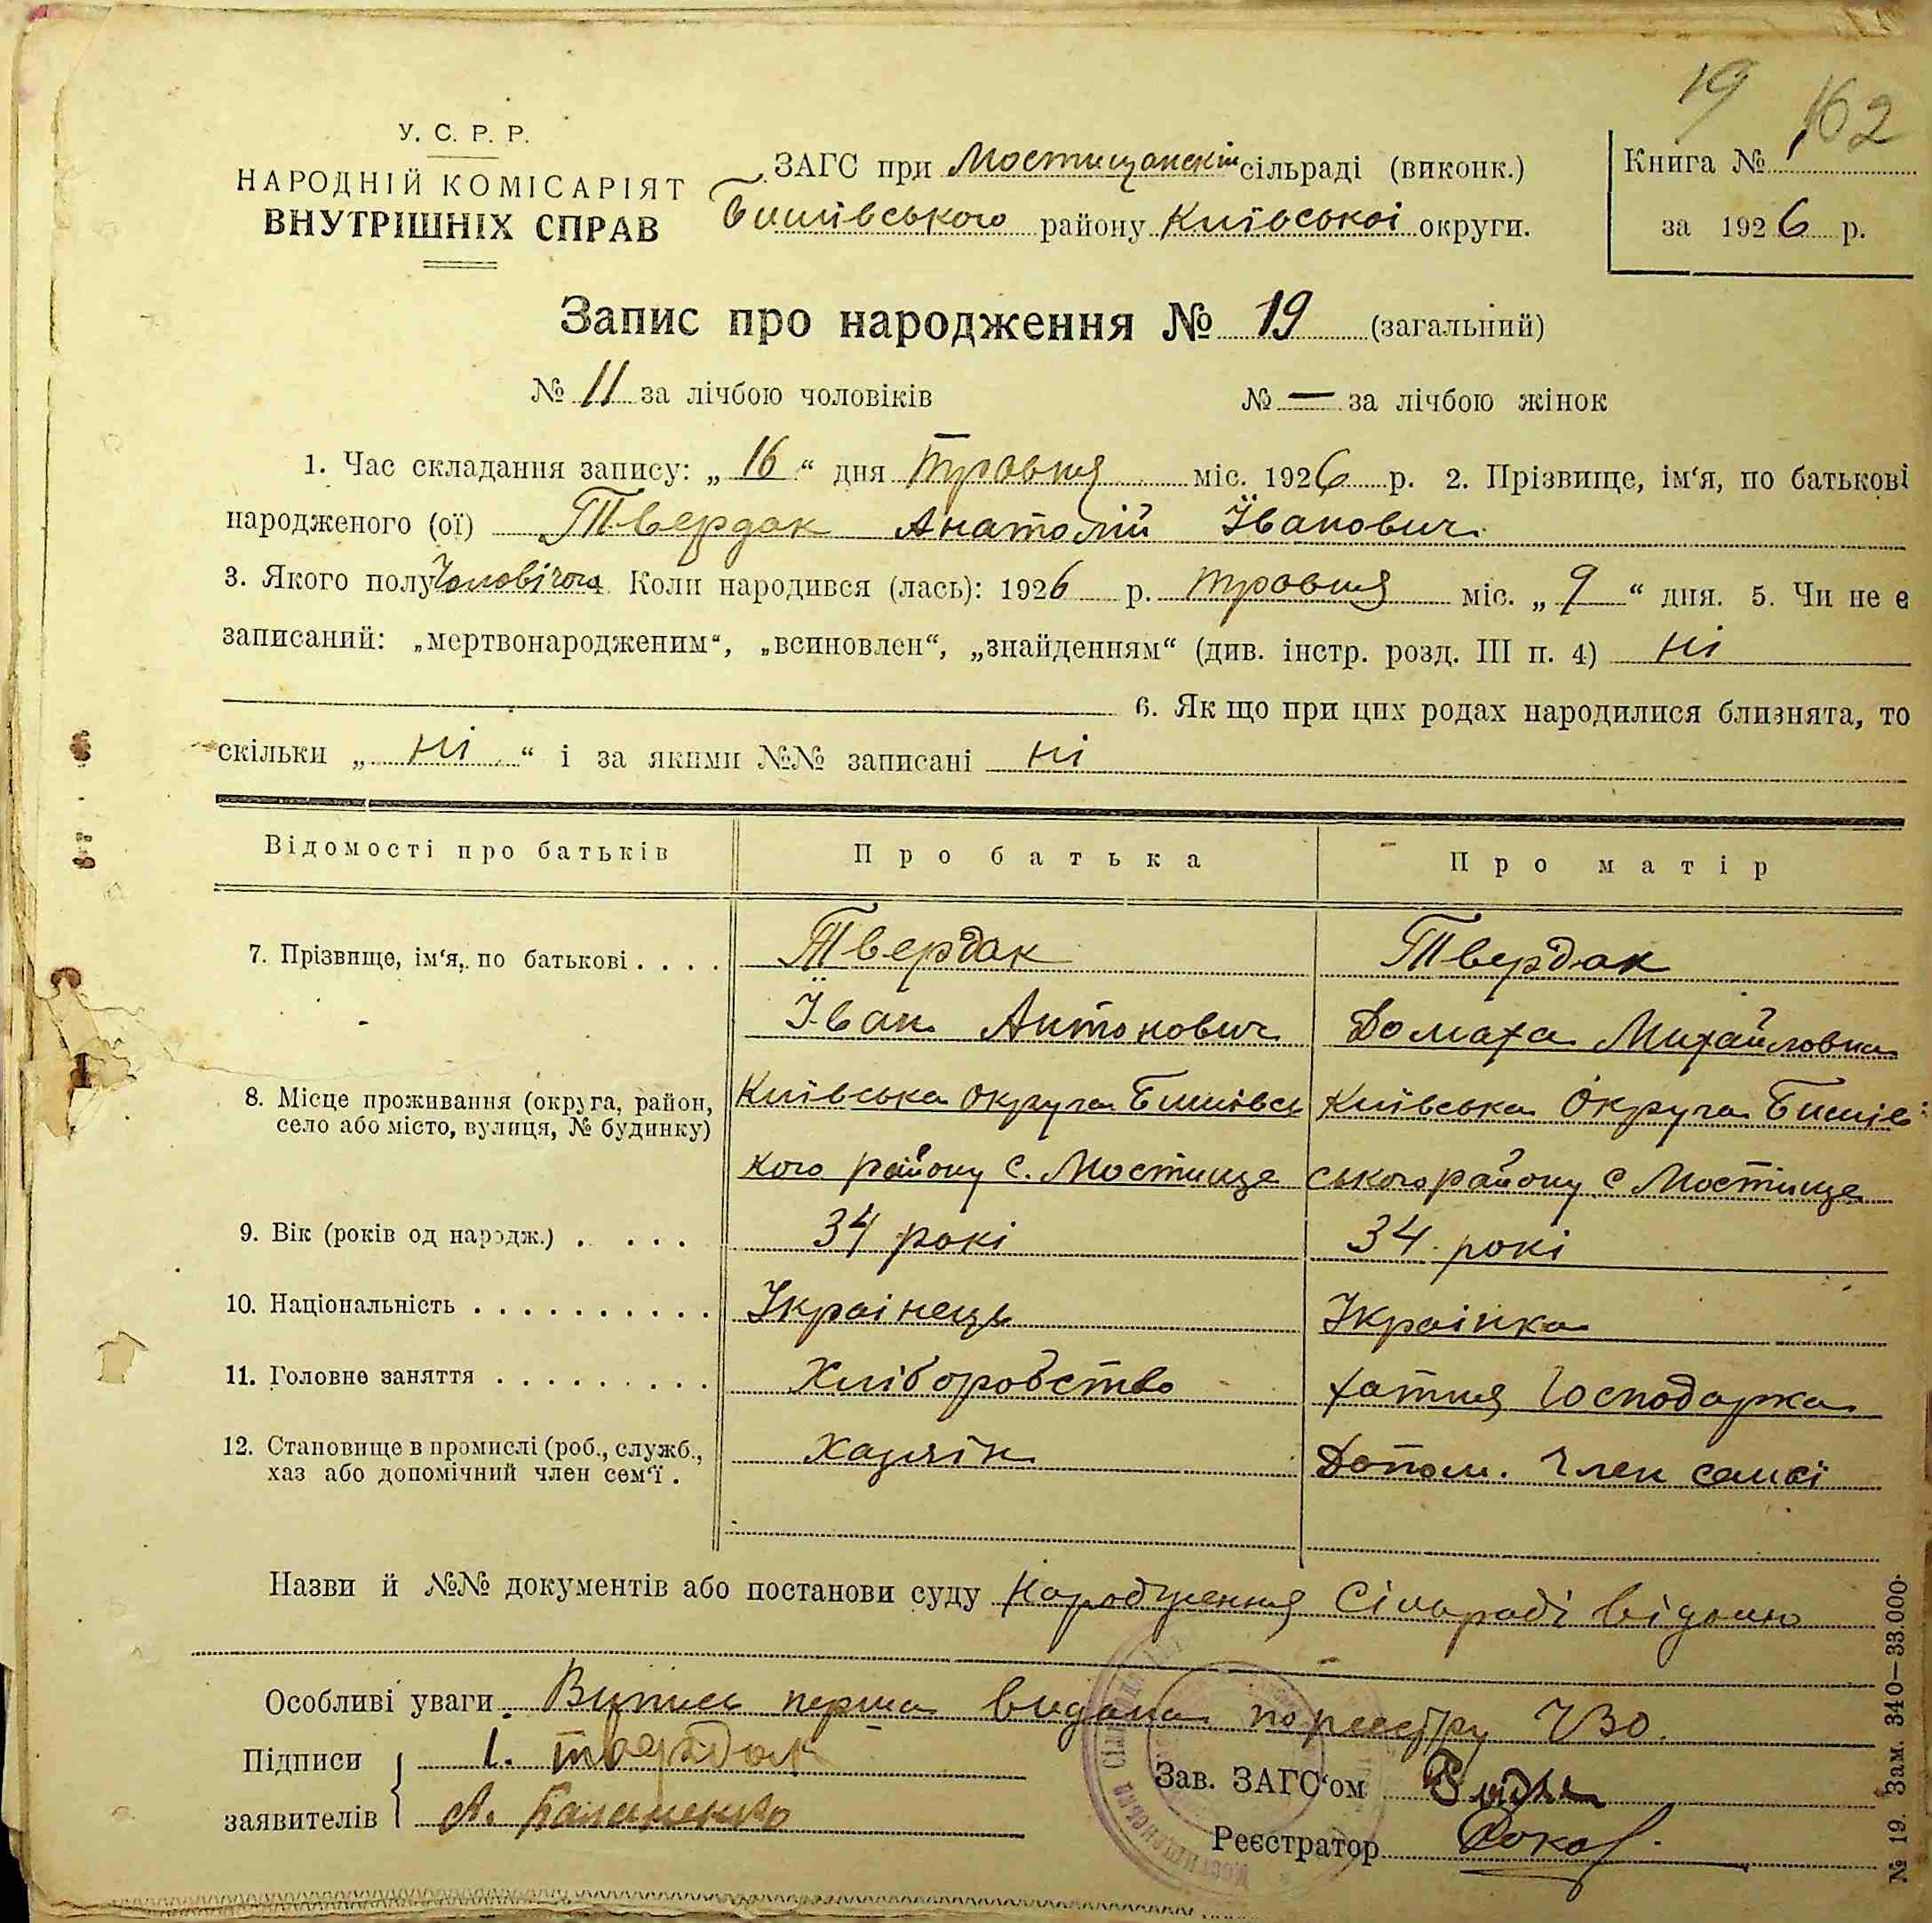 19 162
У. С. Р. Р.
НАРОДНІЙ КОМІСАРІЯТ
ВНУТРІШНІХ СПРАВ
ЗАГС при Мостищанскій сільраді (виконк.)
Бишівського району Київської округи.
Книга №
за 1926 р.
Запис про народження № 19 (загальний)
№ 11 за лічбою чоловіків № — за лічбою жінок
1. Час складання запису: „ 16 “ дня травня міс. 1926 р. 2. Прізвище, ім‘я, по батькові
народженого (ої) Твердак Анатолій Іванович
3. Якого полу Чоловічого Коли народився (лась): 1926 р. травня міс. „ 9 “ дня. 5. Чи не є
записаний: „мертвонародженим“, „всиновлен“, „знайденням“ (див. інстр. розд. III п. 4) ні
6. Як що при цих родах народилися близнята, то
скільки „ ні “ і за якими №№ записані ні
Відомості про батьків Про батька Про матір
7. Прізвище, ім‘я, по батькові . . . . Твердак Твердак
Іван Антонович Домаха Михайловна
8. Місце проживання (округа, район, Київська округа Бишівсь Київська Округа Бишів
село або місто, вулиця, № будинку)
кого району с. Мостище ського району с Мостище
9. Вік (років од народж.) . . . . 34 рокі 34 рокі
10. Національність . . . . . . . . . . Українець Українка
11. Головне заняття . . . . . . . . . Хліборобство хатня Господарка
12. Становище в промислі (роб., служб., Хазяїн Допом. Член семї
хаз або допомічний член сем‘ї .
Назви й №№ документів або постанови суду Народження Сільраді відомо
Особливі уваги Випись перша видана по реєстру
Підписи І. твердак
заявителів
Зав. ЗАГС‘ом
Реєстратор
№ 19. Зам. 340—33.000.